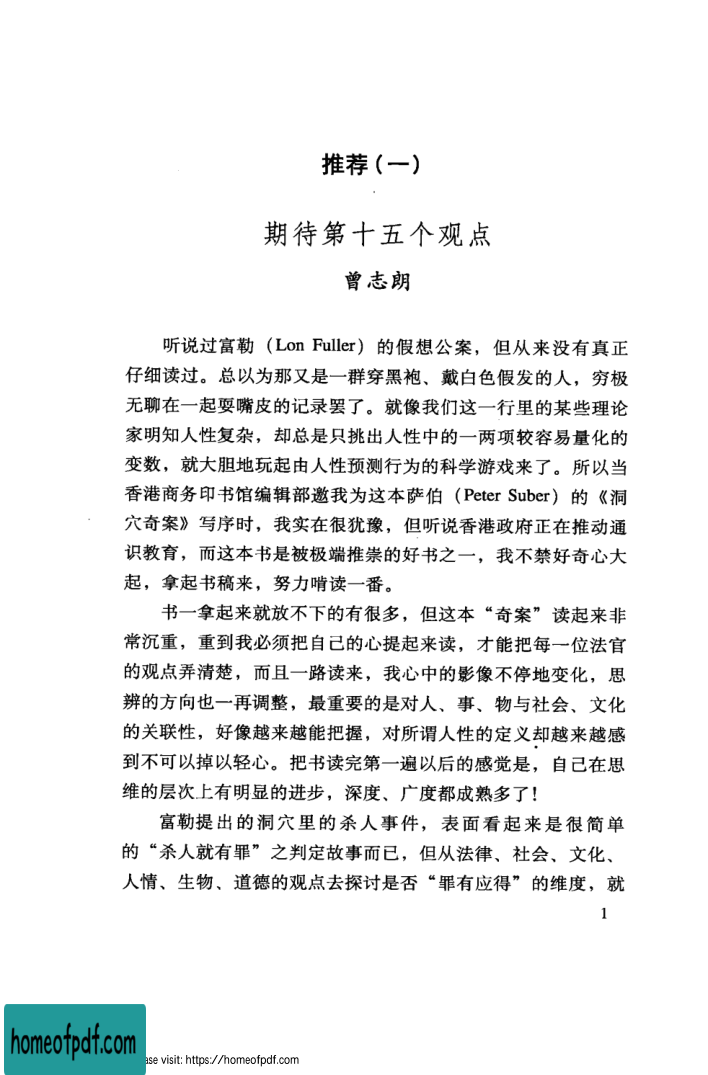 推荐(一)
期待第十五个观点
曾志朗
听说过富勒（Lon Fuller）的假想公案，但从来没有真正
仔细读过。总以为那又是一群穿黑袍、戴白色假发的人，穷极
无聊在一起耍嘴皮的记录罢了。就像我们这一行里的某些理论
家明知人性复杂，却总是只挑出人性中的一两项较容易量化的
变数，就大胆地玩起由人性预测行为的科学游戏来了。所以当
香港商务印书馆编辑部邀我为这本萨伯（Peter Suber）的《洞
穴奇案》写序时，我实在很犹豫，但听说香港政府正在推动通
识教育，而这本书是被极端推崇的好书之一，我不禁好奇心大
起，拿起书稿来，努力啃读一番。
书一拿起来就放不下的有很多，但这本“奇案”读起来非
常沉重，重到我必须把自己的心提起来读，才能把每一位法官
的观点弄清楚，而且一路读来，我心中的影像不停地变化，思
辨的方向也一再调整，最重要的是对人、事、物与社会、文化
的关联性，好像越来越能把握，对所谓人性的定义却越来越感
到不可以掉以轻心。把书读完第一遍以后的感觉是，自己在思
维的层次上有明显的进步，深度、广度都成熟多了！
富勒提出的洞穴里的杀人事件，表面看起来是很简单
的“杀人就有罪”之判定故事而已，但从法律、社会、文化、
人情、生物、道德的观点去探讨是否“罪有应得”的维度，就
1
homeofpdf.com
ase visit: https://homeofpdf.com